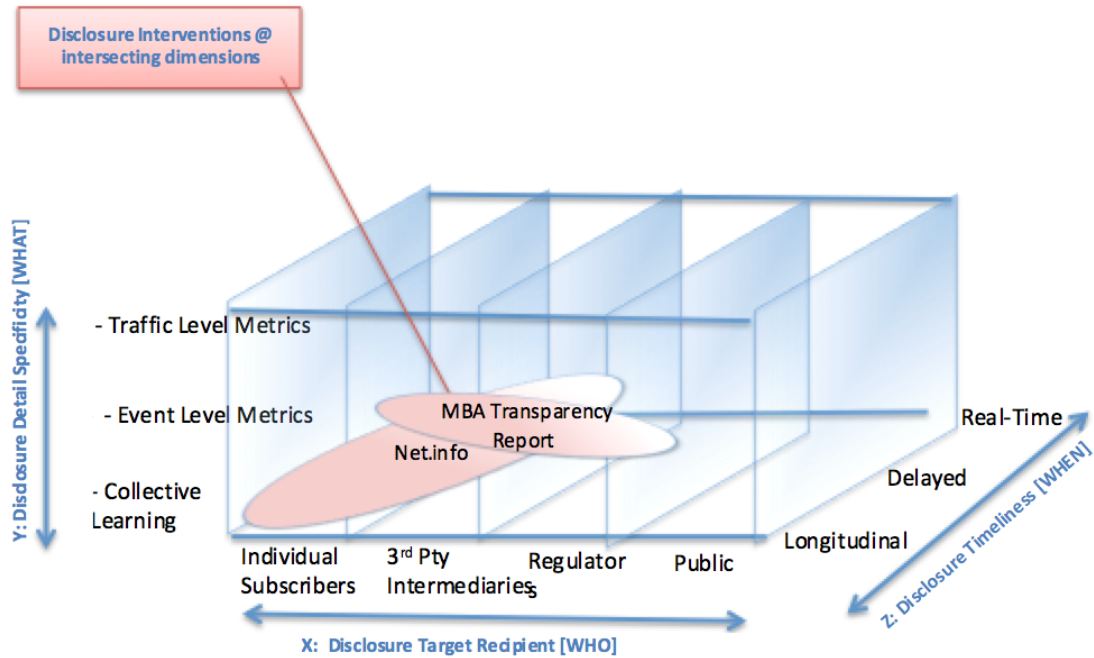 Disclosure Interventions @
intersecting dimensions
Y: Disclosure Detail Specificity [WHAT]
- Traffic Level Metrics
- Event Level Metrics
- Collective
Learning
MBA Transparency
Report
Net.info
Real-Time
Delayed
Longitudinal
Z: Disclosure Timeliness [WHEN]
Individual
Subscribers
3rd Pty
Intermediaries
s
Regulator
Public
X: Disclosure Target Recipient [WHO]